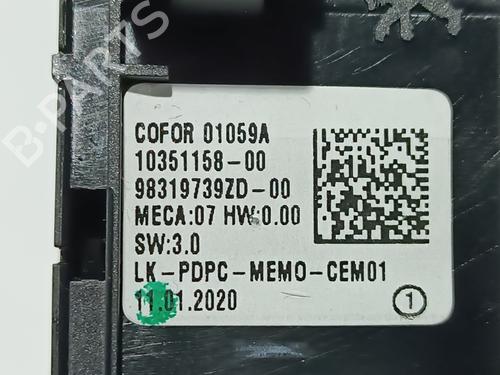 B-PARTS
COFOR 01059A
10351158-00
98319739ZD-00
MECA:07 HW:0.00
SW:3.0
LK-PDPC-MEMO-CEM01
11.01.2020
1